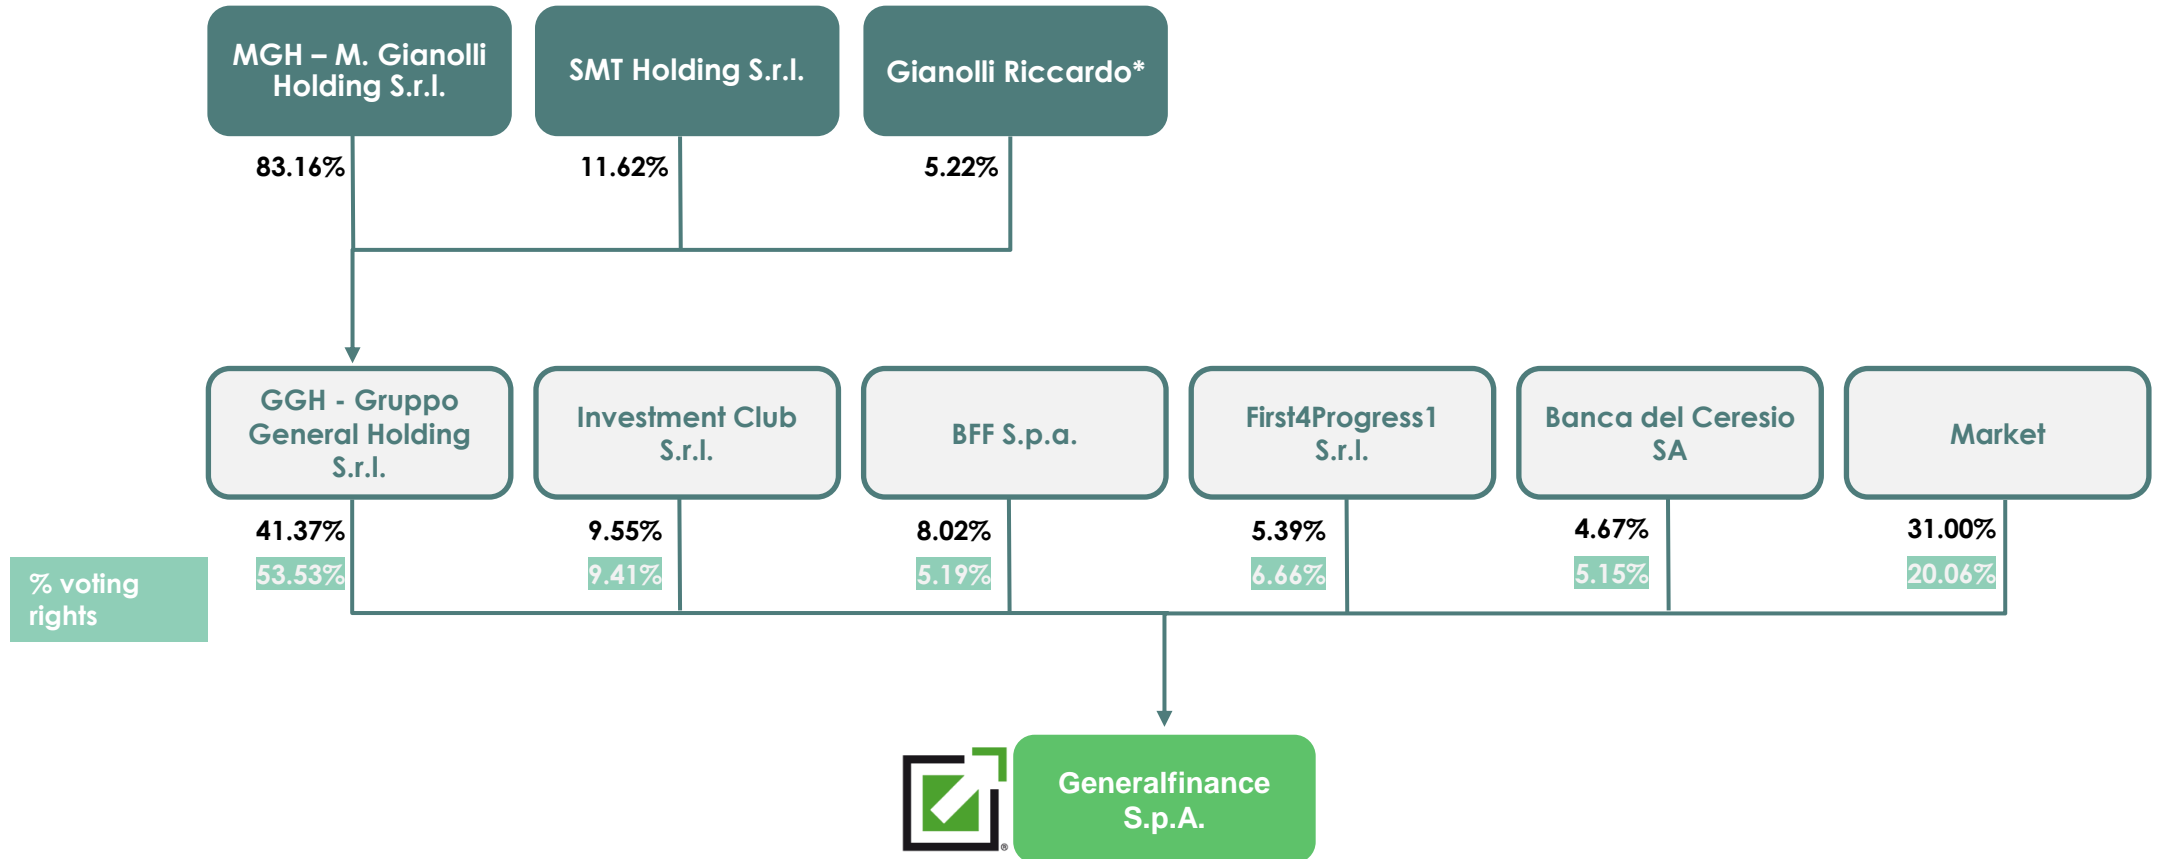 MGH – M. Gianolli
Holding S.r.l.
SMT Holding S.r.l.
Gianolli Riccardo*
83.16%
11.62%
5.22%
GGH - Gruppo
General Holding
S.r.l.
Investment Club
S.r.l.
BFF S.p.a.
First4Progress1
S.r.l.
Banca del Ceresio
SA
Market
41.37%
9.55%
8.02%
5.39%
4.67%
31.00%
% voting
rights
53.53%
9.41%
5.19%
6.66%
5.15%
20.06%
®
Generalfinance
S.p.A.